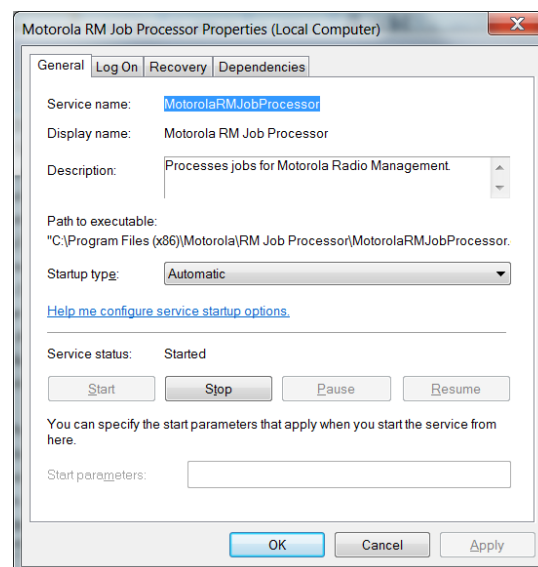 Motorola RM Job Processor Properties (Local Computer)
General Log On Recovery Dependencies
Service name: MotorolaRMJobProcessor
Display name: Motorola RM Job Processor
Description: Processes jobs for Motorola Radio Management.
Path to executable:
"C:\Program Files (x86)\Motorola\RM Job Processor\MotorolaRMJobProcessor.
Startup type: Automatic
Help me configure service startup options.
Service status: Started
Start Stop Pause Resume
You can specify the start parameters that apply when you start the service from
here.
Start parameters:
OK Cancel Apply